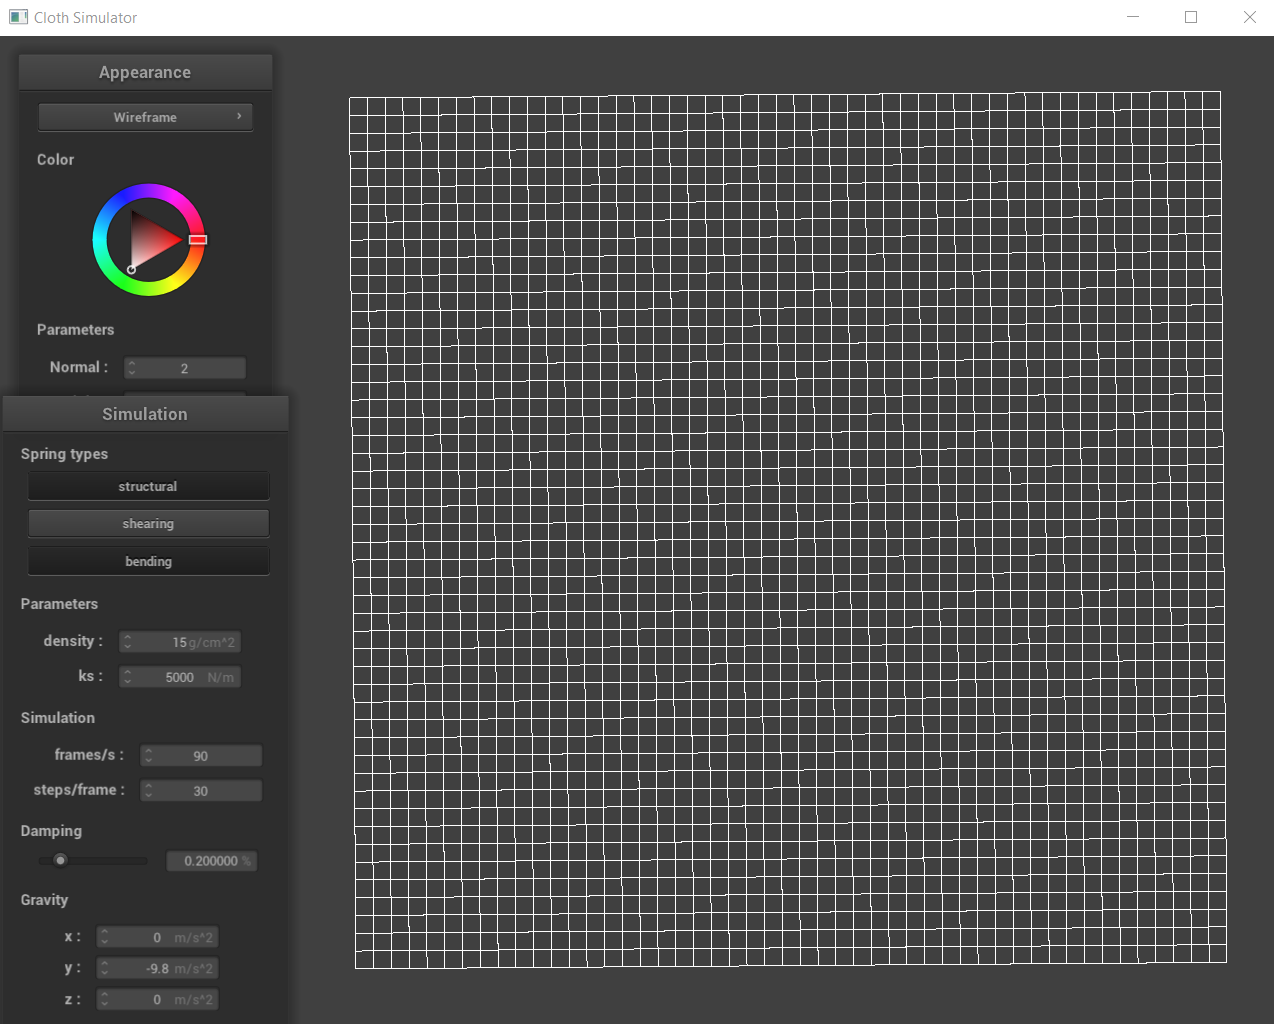 Cloth Simulator
Appearance
Wireframe
Color
Parameters
Normal : 2
Simulation
Spring types
structural
shearing
bending
Parameters
density : 15 g/cm^2
ks : 5000 N/m
Simulation
frames/s : 90
steps/frame : 30
Damping
0.200000 %
Gravity
x : 0 m/s^2
y : -9.8 m/s^2
z : 0 m/s^2